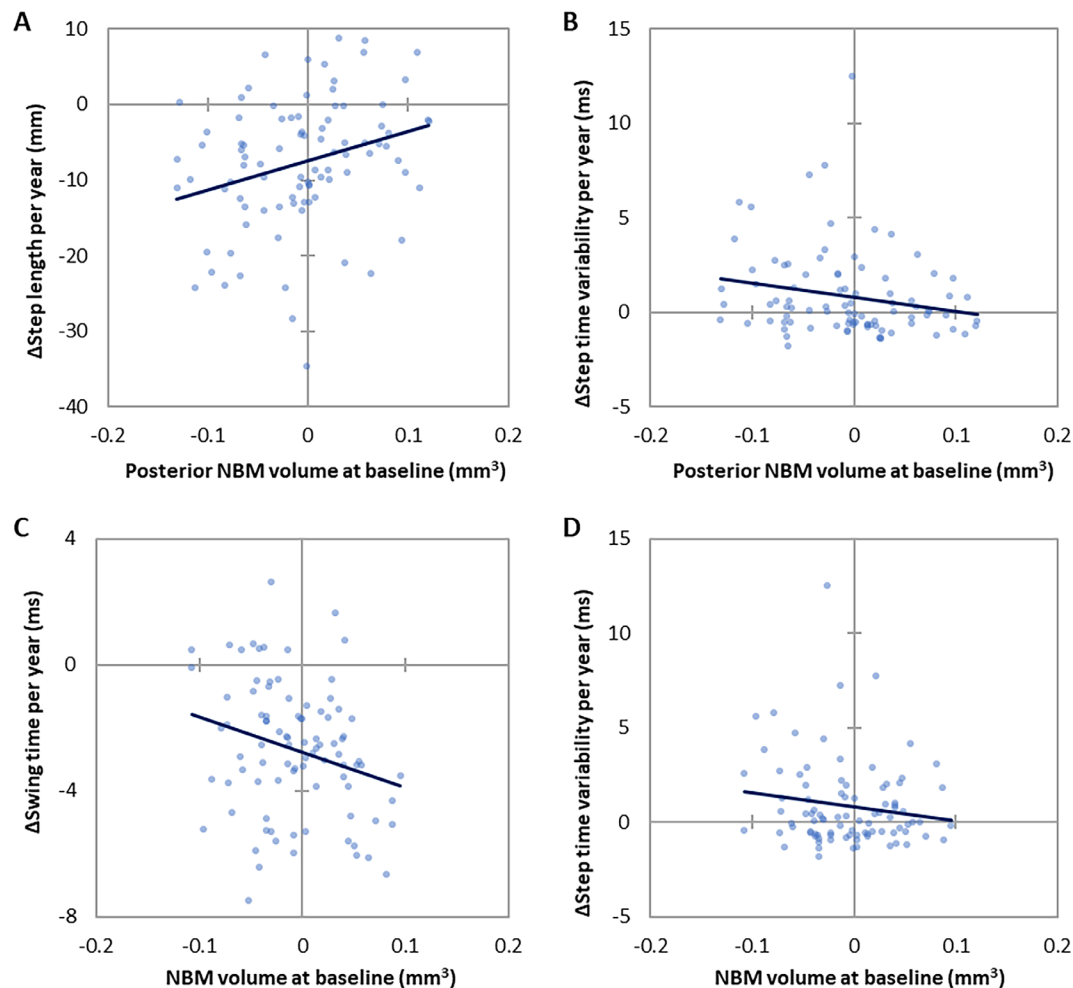 A
10
0
-10
-20
-30
-40
ΔStep length per year (mm)
-0.2 -0.1 0 0.1 0.2
Posterior NBM volume at baseline (mm³)
B
15
10
5
0
-5
ΔStep time variability per year (ms)
-0.2 -0.1 0 0.1 0.2
Posterior NBM volume at baseline (mm³)
C
4
0
-4
-8
ΔSwing time per year (ms)
-0.2 -0.1 0 0.1 0.2
NBM volume at baseline (mm³)
D
15
10
5
0
-5
ΔStep time variability per year (ms)
-0.2 -0.1 0 0.1 0.2
NBM volume at baseline (mm³)